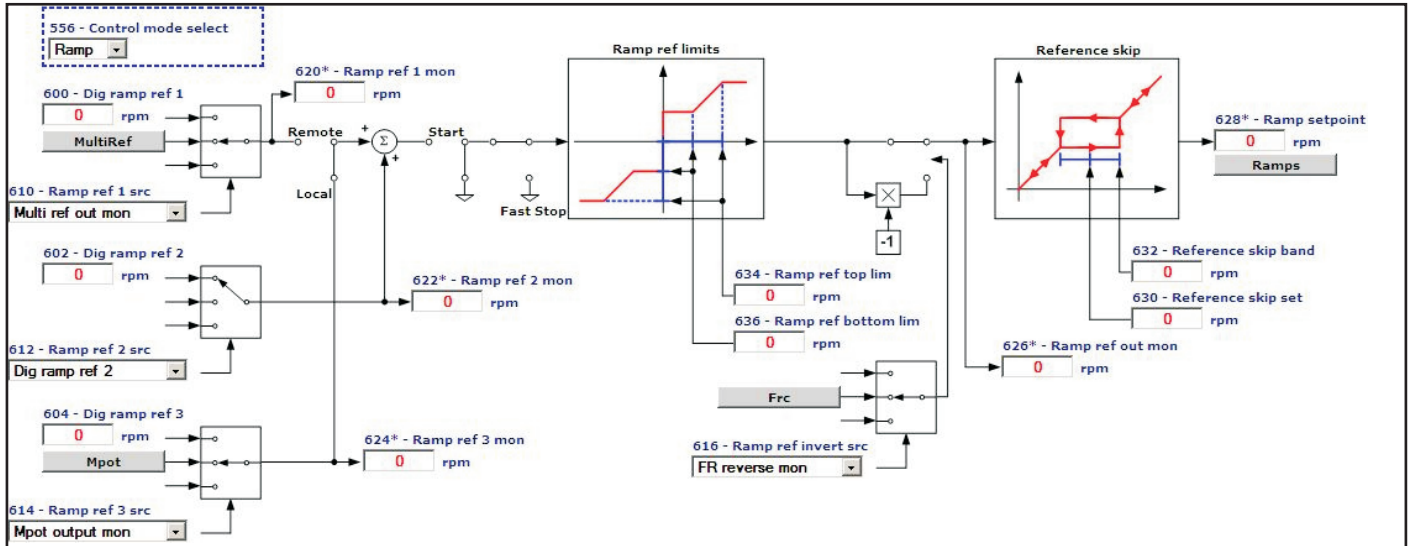 556 - Control mode select
Ramp
600 - Dig ramp ref 1
0 rpm
MultiRef
610 - Ramp ref 1 src
Multi ref out mon
620* - Ramp ref 1 mon
0 rpm
Remote
Local
Σ
+
+
Start
Fast Stop
602 - Dig ramp ref 2
0 rpm
612 - Ramp ref 2 src
Dig ramp ref 2
622* - Ramp ref 2 mon
0 rpm
604 - Dig ramp ref 3
0 rpm
Mpot
614 - Ramp ref 3 src
Mpot output mon
624* - Ramp ref 3 mon
0 rpm
Ramp ref limits
634 - Ramp ref top lim
0 rpm
636 - Ramp ref bottom lim
0 rpm
-1
Frc
616 - Ramp ref invert src
FR reverse mon
Reference skip
628* - Ramp setpoint
0 rpm
Ramps
632 - Reference skip band
0 rpm
630 - Reference skip set
0 rpm
626* - Ramp ref out mon
0 rpm